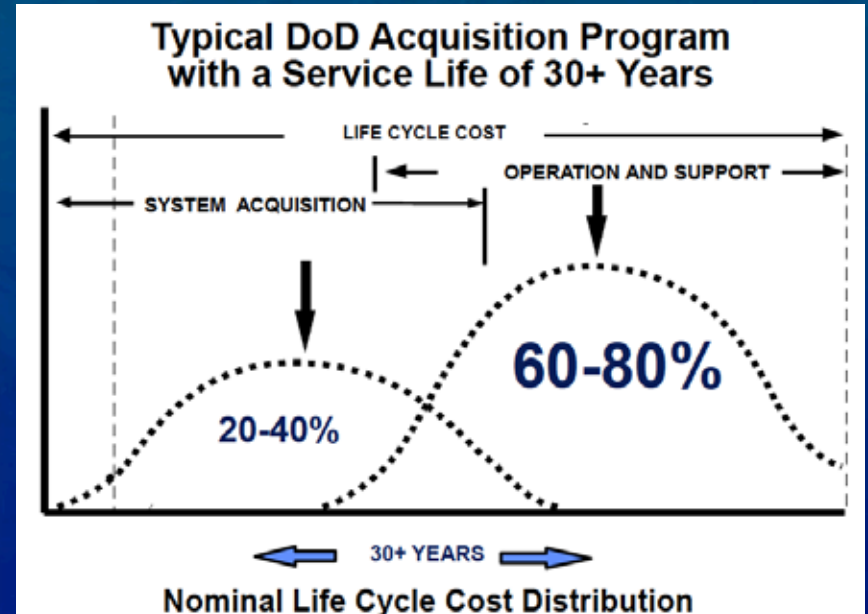 Typical DoD Acquisition Program
with a Service Life of 30+ Years
LIFE CYCLE COST
OPERATION AND SUPPORT
SYSTEM ACQUISITION
60-80%
20-40%
30+ YEARS
Nominal Life Cycle Cost Distribution